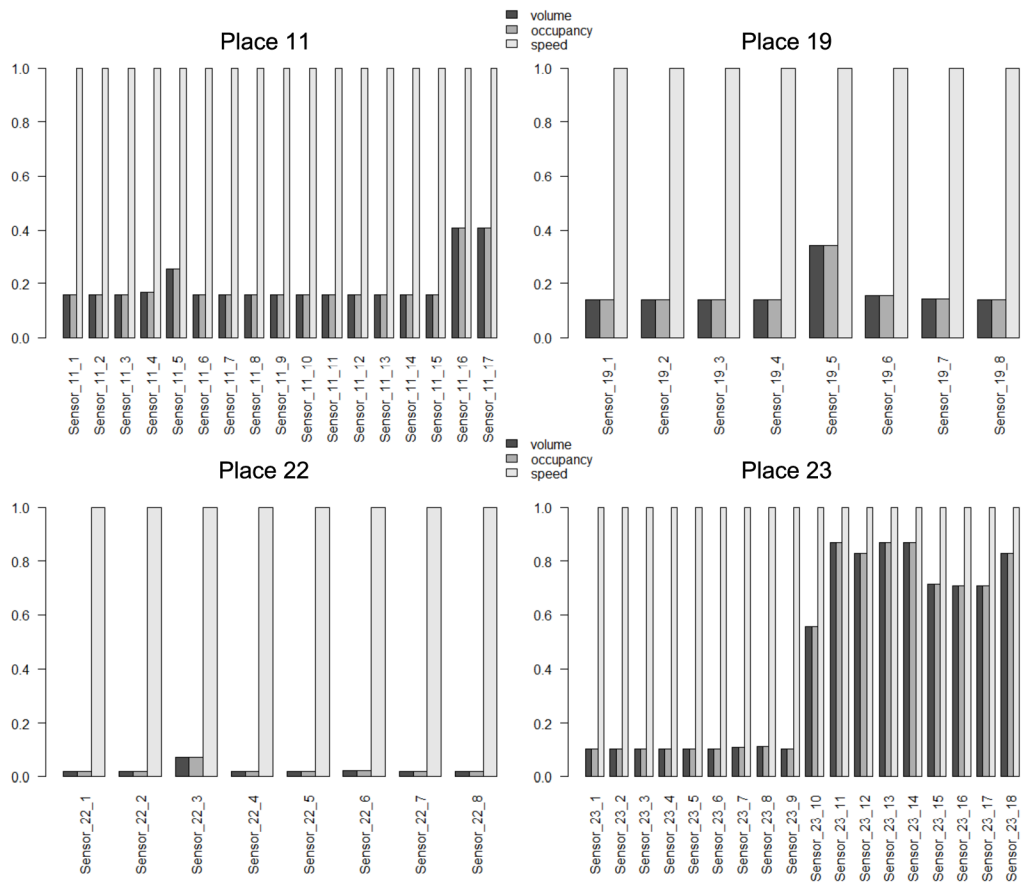 volume
occupancy
speed
Place 11
Place 19
1.0
0.8
0.6
0.4
0.2
0.0
1.0
0.8
0.6
0.4
0.2
0.0
Sensor_11_1
Sensor_11_2
Sensor_11_3
Sensor_11_4
Sensor_11_5
Sensor_11_6
Sensor_11_7
Sensor_11_8
Sensor_11_9
Sensor_11_10
Sensor_11_11
Sensor_11_12
Sensor_11_13
Sensor_11_14
Sensor_11_15
Sensor_11_16
Sensor_11_17
Sensor_19_1
Sensor_19_2
Sensor_19_3
Sensor_19_4
Sensor_19_5
Sensor_19_6
Sensor_19_7
Sensor_19_8
volume
occupancy
speed
Place 22
Place 23
1.0
0.8
0.6
0.4
0.2
0.0
1.0
0.8
0.6
0.4
0.2
0.0
Sensor_22_1
Sensor_22_2
Sensor_22_3
Sensor_22_4
Sensor_22_5
Sensor_22_6
Sensor_22_7
Sensor_22_8
Sensor_23_1
Sensor_23_2
Sensor_23_3
Sensor_23_4
Sensor_23_5
Sensor_23_6
Sensor_23_7
Sensor_23_8
Sensor_23_9
Sensor_23_10
Sensor_23_11
Sensor_23_12
Sensor_23_13
Sensor_23_14
Sensor_23_15
Sensor_23_16
Sensor_23_17
Sensor_23_18